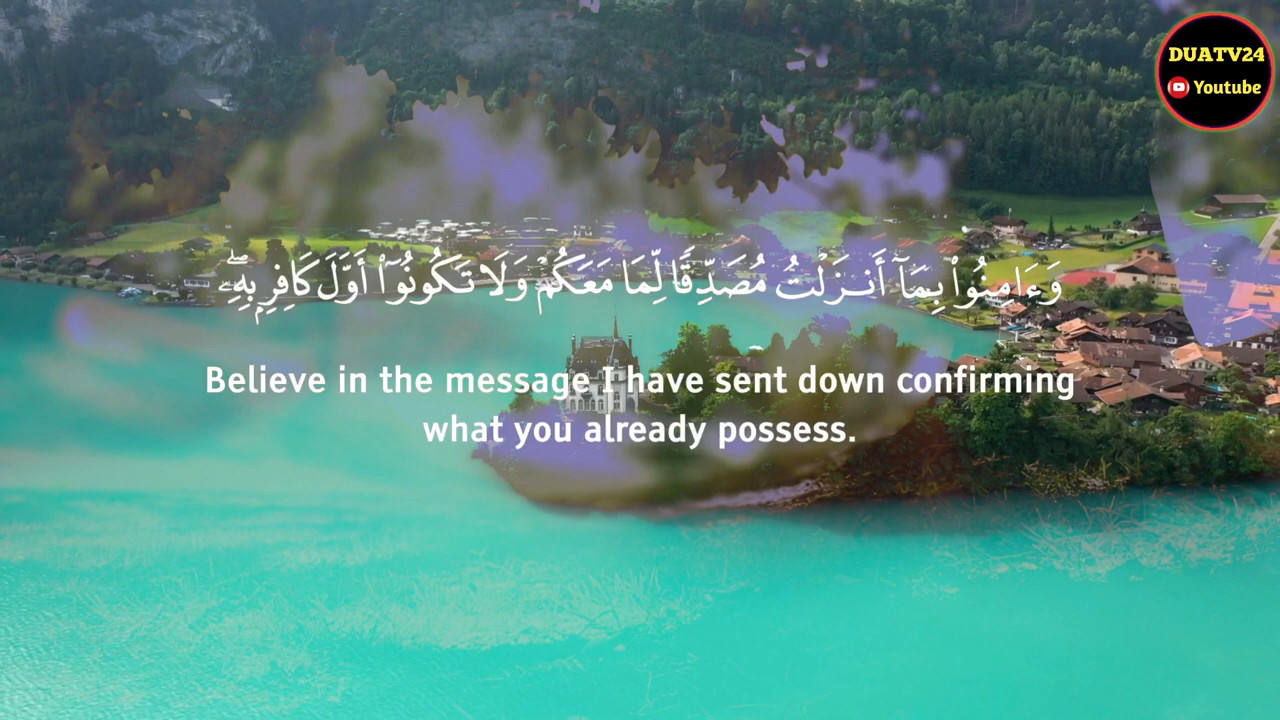 DUATV24
Youtube
وَءَامِنُوا۟ بِمَآ أَنزَلْتُ مُصَدِّقًا لِّمَا مَعَكُمْ وَلَا تَكُونُوٓا۟ أَوَّلَ كَافِرٍۭ بِهِۦ ۖ
Believe in the message I have sent down confirming
what you already possess.